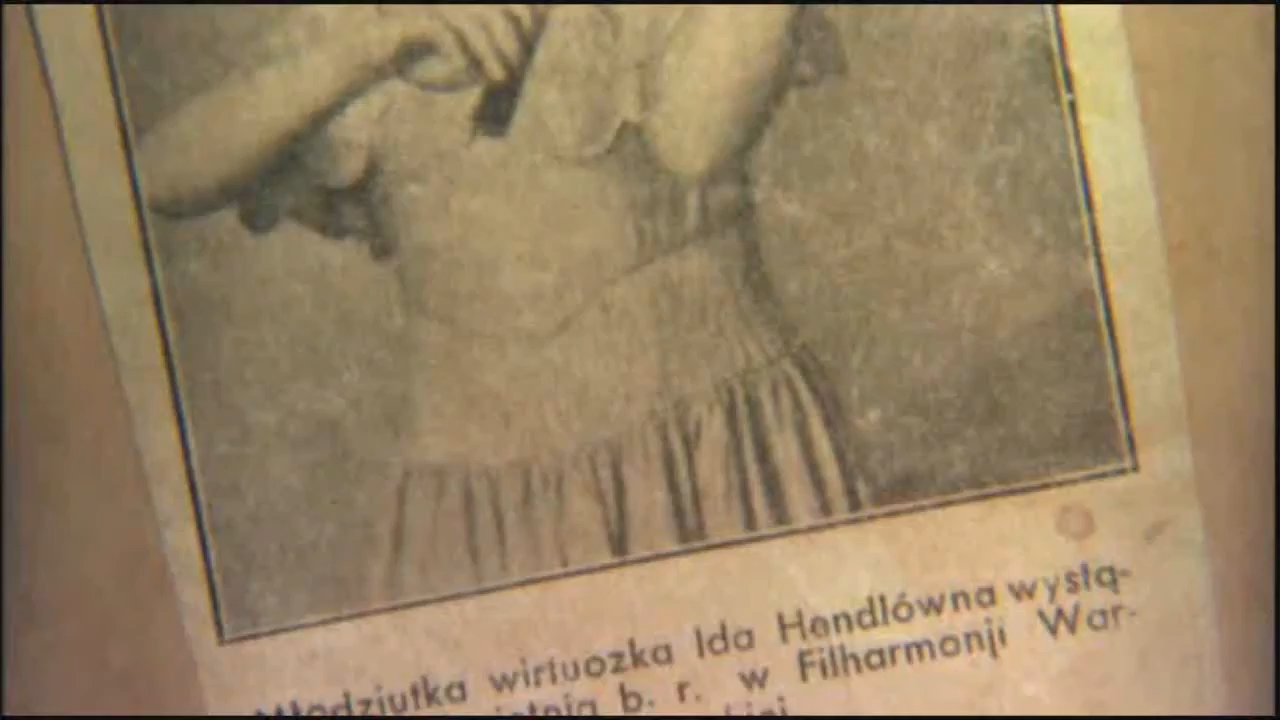 Młodziutka wirtuozka Ida Hendlówna wystą-
b. r. w Filharmonji War-